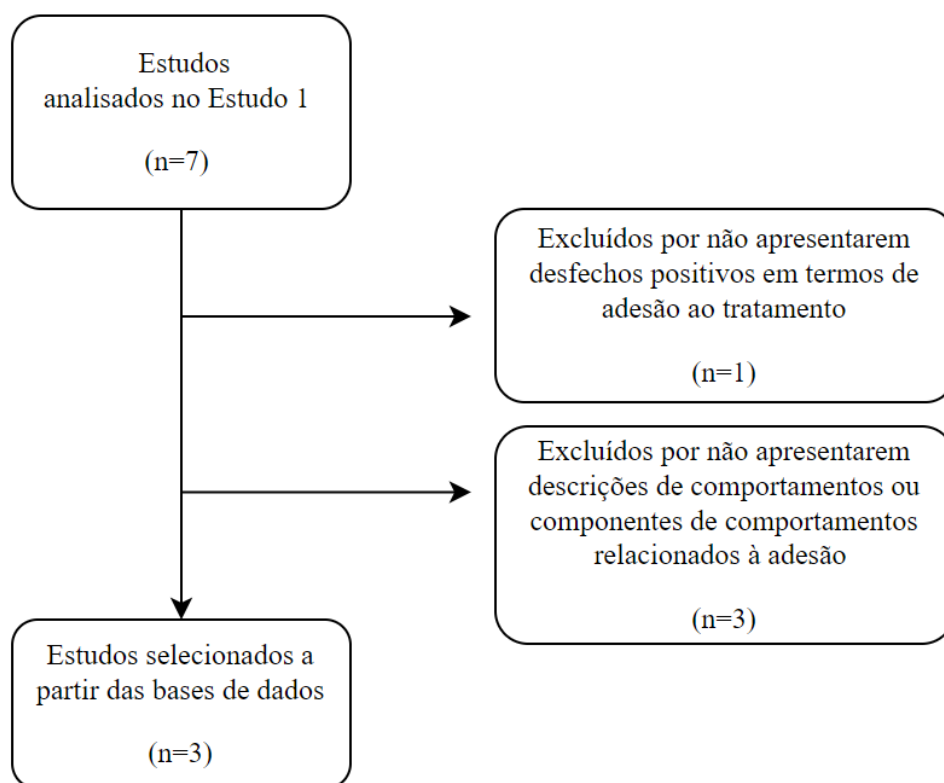 Estudos
analisados no Estudo 1
(n=7)
Excluídos por não apresentarem
desfechos positivos em termos de
adesão ao tratamento
(n=1)
Excluídos por não apresentarem
descrições de comportamentos ou
componentes de comportamentos
relacionados à adesão
(n=3)
Estudos selecionados a
partir das bases de dados
(n=3)